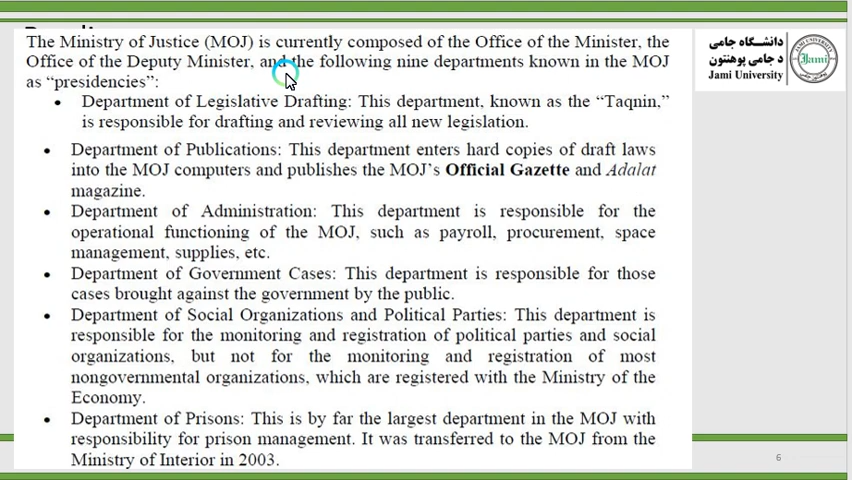 The Ministry of Justice (MOJ) is currently composed of the Office of the Minister, the
Office of the Deputy Minister, and the following nine departments known in the MOJ
as “presidencies”:
• Department of Legislative Drafting: This department, known as the “Taqnin,”
is responsible for drafting and reviewing all new legislation.
• Department of Publications: This department enters hard copies of draft laws
into the MOJ computers and publishes the MOJ’s Official Gazette and Adalat
magazine.
• Department of Administration: This department is responsible for the
operational functioning of the MOJ, such as payroll, procurement, space
management, supplies, etc.
• Department of Government Cases: This department is responsible for those
cases brought against the government by the public.
• Department of Social Organizations and Political Parties: This department is
responsible for the monitoring and registration of political parties and social
organizations, but not for the monitoring and registration of most
nongovernmental organizations, which are registered with the Ministry of the
Economy.
• Department of Prisons: This is by far the largest department in the MOJ with
responsibility for prison management. It was transferred to the MOJ from the
Ministry of Interior in 2003.
دانشگاه جامی
د جامی پوهنتون
Jami University
Jami
6